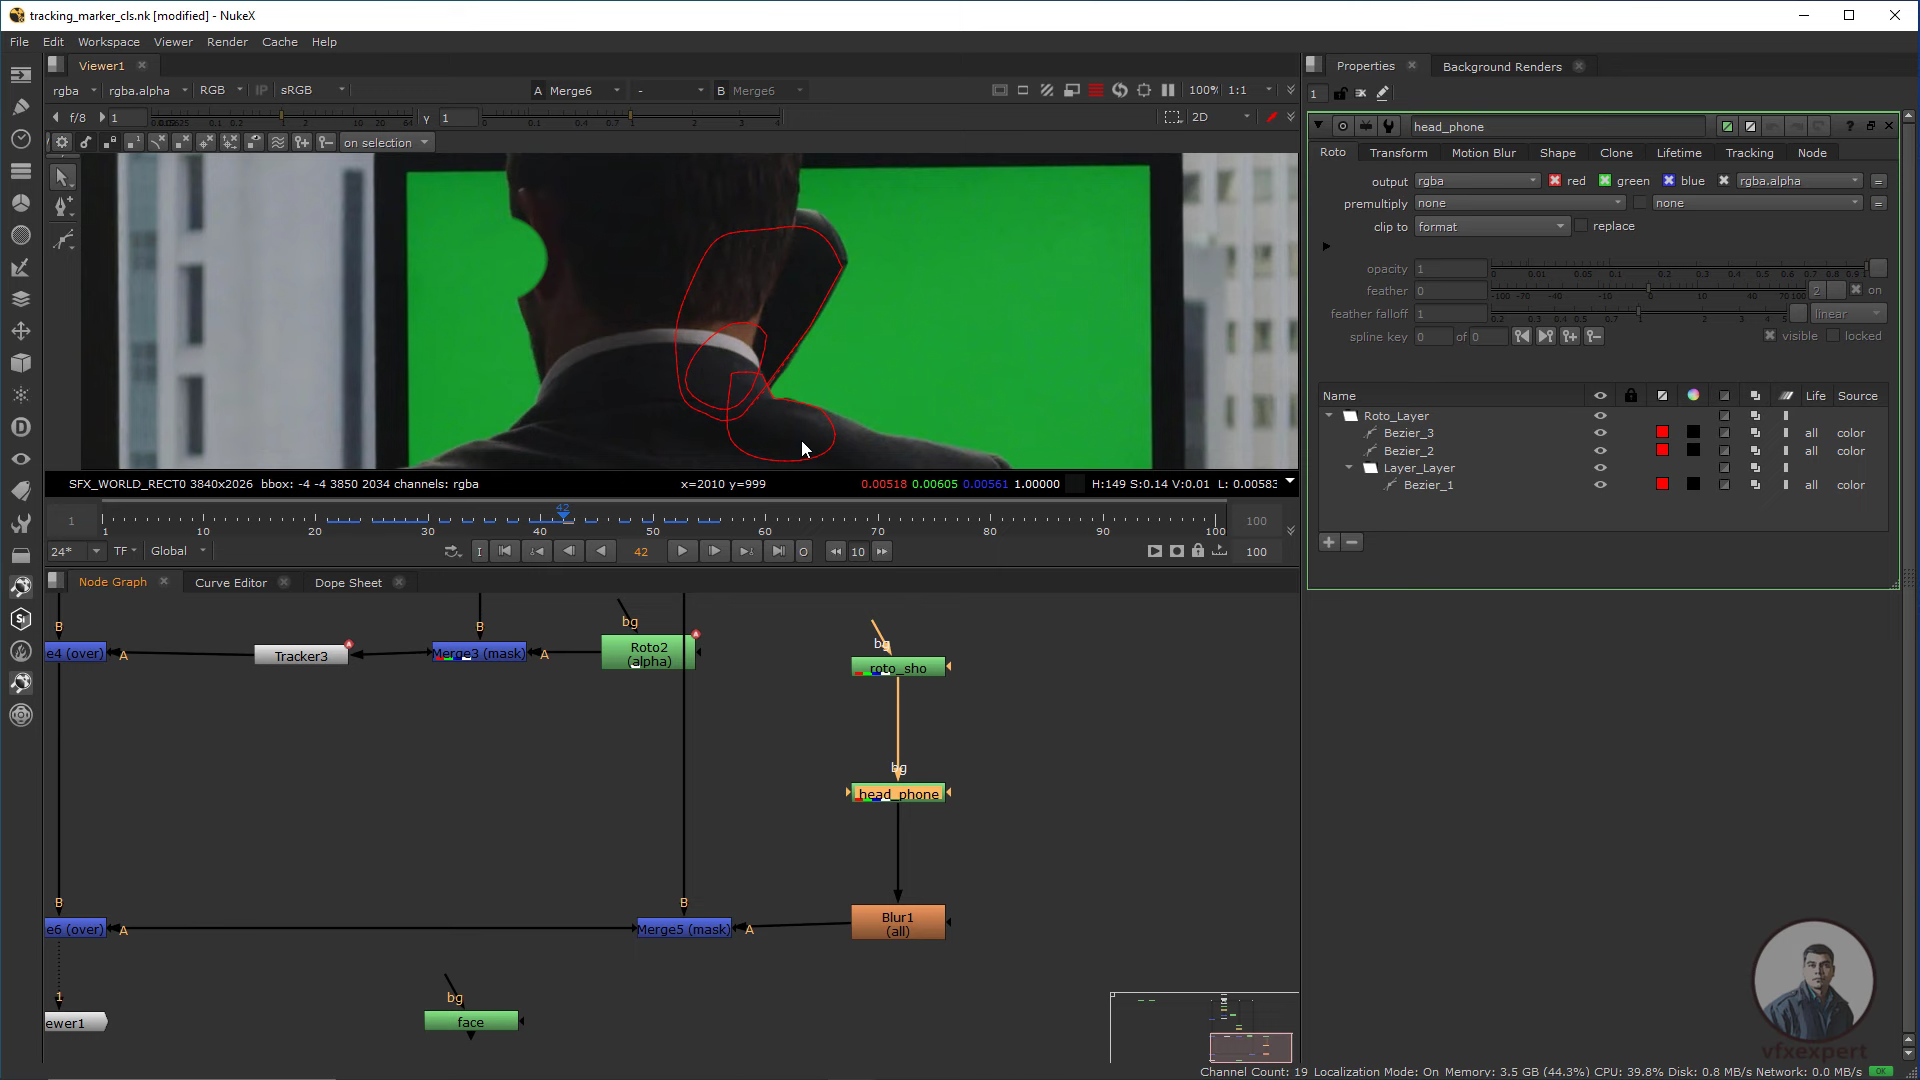 tracking_marker_cls.nk [modified] - NukeX
File Edit Workspace Viewer Render Cache Help
Viewer1
rgba rgba.alpha RGB IP sRGB A Merge6 - B Merge6 100% 1:1
f/8 1 γ 1 2D
on selection
SFX_WORLD_RECT0 3840x2026 bbox: -4 -4 3850 2034 channels: rgba x=2010 y=999 0.00518 0.00605 0.00561 1.00000 H:149 S:0.14 V:0.01 L: 0.00583
42
1 1 10 20 30 40 50 60 70 80 90 100 100
24* TF Global I 42 O 10 100
Node Graph Curve Editor Dope Sheet
B B bg bg
e4 (over) A Tracker3 Merge3 (mask) A Roto2
(alpha)
roto_sho
bg
head_phone
B B
e6 (over) A Merge5 (mask) A Blur1
(all)
1 bg
ewer1 face
Properties Background Renders
1
head_phone
Roto Transform Motion Blur Shape Clone Lifetime Tracking Node
output rgba red green blue rgba.alpha =
premultiply none none =
clip to format replace
opacity 1
feather 0 2 on
feather falloff 1 linear
spline key 0 of 0 visible locked
Name Life Source
Roto_Layer
Bezier_3 all color
Bezier_2 all color
Layer_Layer
Bezier_1 all color
vfxexpert
Channel Count: 19 Localization Mode: On Memory: 3.5 GB (44.3%) CPU: 39.8% Disk: 0.8 MB/s Network: 0.0 MB/s OK